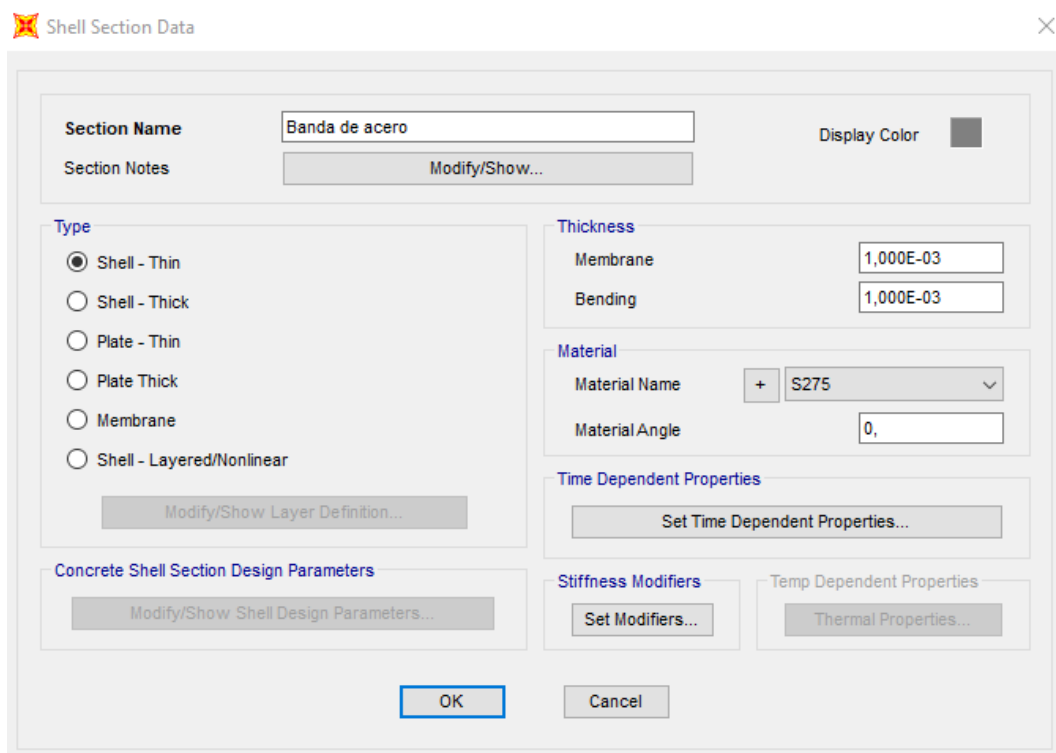 Shell Section Data
Section Name
Banda de acero
Display Color
Section Notes
Modify/Show...
Type
Shell - Thin
Shell - Thick
Plate - Thin
Plate Thick
Membrane
Shell - Layered/Nonlinear
Modify/Show Layer Definition...
Concrete Shell Section Design Parameters
Modify/Show Shell Design Parameters...
Thickness
Membrane
1,000E-03
Bending
1,000E-03
Material
Material Name
+
S275
Material Angle
0,
Time Dependent Properties
Set Time Dependent Properties...
Stiffness Modifiers
Set Modifiers...
Temp Dependent Properties
Thermal Properties...
OK
Cancel